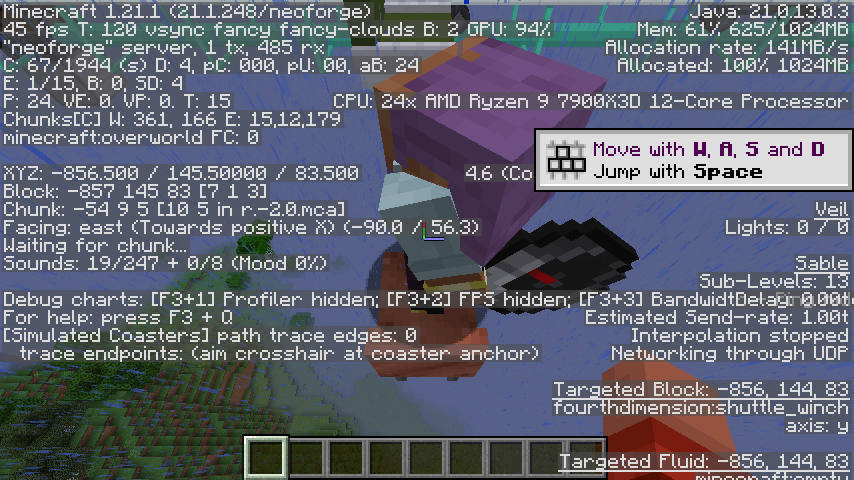 Minecraft 1.21.1 (21.1.248/neoforge)
45 fps T: 120 vsync fancy fancy-clouds B: 2 GPU: 94%
"neoforge" server, 1 tx, 485 rx
C: 67/1944 (s) D: 4, pC: 000, pU: 00, aB: 24
E: 1/15, B: 0, SD: 4
P: 24, VE: 0, VF: 0, T: 15
Chunks[C] W: 361, 166 E: 15,12,179
minecraft:overworld FC: 0
XYZ: -856.500 / 145.50000 / 83.500
Block: -857 145 83 [7 1 3]
Chunk: -54 9 5 [10 5 in r.-2.0.mca]
Facing: east (Towards positive X) (-90.0 / 56.3)
Waiting for chunk...
Sounds: 19/247 + 0/8 (Mood 0%)
Debug charts: [F3+1] Profiler hidden; [F3+2] FPS hidden; [F3+3] Bandwidth
For help: press F3 + Q
[Simulated Coasters] path trace edges: 0
trace endpoints: (aim crosshair at coaster anchor)
Java: 21.0.13.0.3
Mem: 61% 625/1024MB
Allocation rate: 141MB/s
Allocated: 100% 1024MB
CPU: 24x AMD Ryzen 9 7900X3D 12-Core Processor
Move with W, A, S and D
Jump with Space
4.6 (Co
Veil
Lights: 0 / 0
Sable
Sub-Levels: 13
Estimated Send-rate: 1.00t
Interpolation stopped
Networking through UDP
Targeted Block: -856, 144, 83
fourthdimension:shuttle_winch
axis: y
Targeted Fluid: -856, 144, 83
minecraft:empty